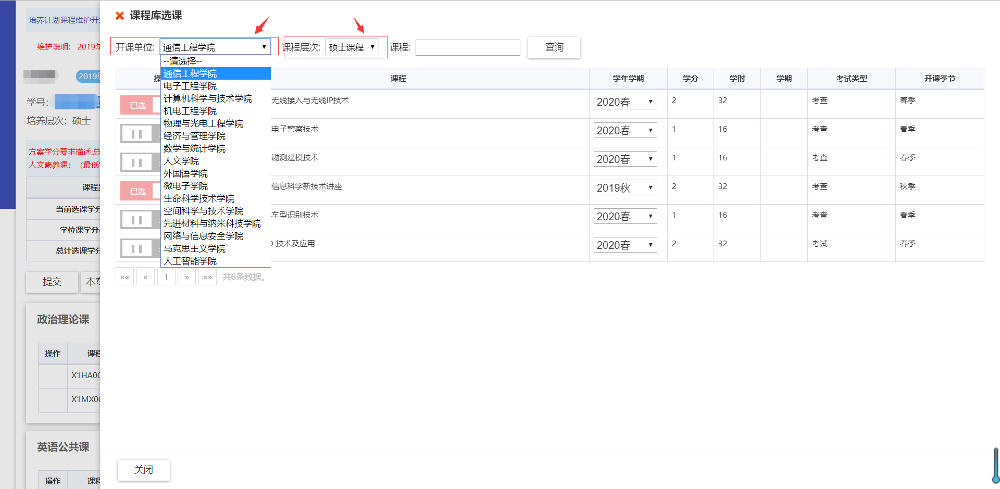 课程库选课
开课单位: 通信工程学院 课程层次: 硕士课程 课程: 查询
--请选择--
通信工程学院
电子工程学院
计算机科学与技术学院
机电工程学院
物理与光电工程学院
经济与管理学院
数学与统计学院
人文学院
外国语学院
微电子学院
生命科学技术学院
空间科学与技术学院
先进材料与纳米科技学院
网络与信息安全学院
马克思主义学院
人工智能学院
课程 学年学期 学分 学时 学期 考试类型 开课季节
已选 无线接入与无线IP技术 2020春 2 32 考查 春季
电子警察技术 2020春 1 16 考查 春季
勘测建模技术 2020春 1 16 考查 春季
已选 信息科学新技术讲座 2019秋 2 32 考查 秋季
车型识别技术 2020春 1 16 考查 春季
技术及应用 2020春 2 32 考试 春季
«« « 1 » »» 共6条数据。
关闭
培养计划课程维护开
维护说明: 2019年
2019级
学号:
培养层次: 硕士
方案学分要求描述:总
人文素养课: （最低
课程
当前选课学分
学位课学分
总计选课学分
提交 本专
政治理论课
操作 课程
X1HA00
X1MX00
英语公共课
操作 课程